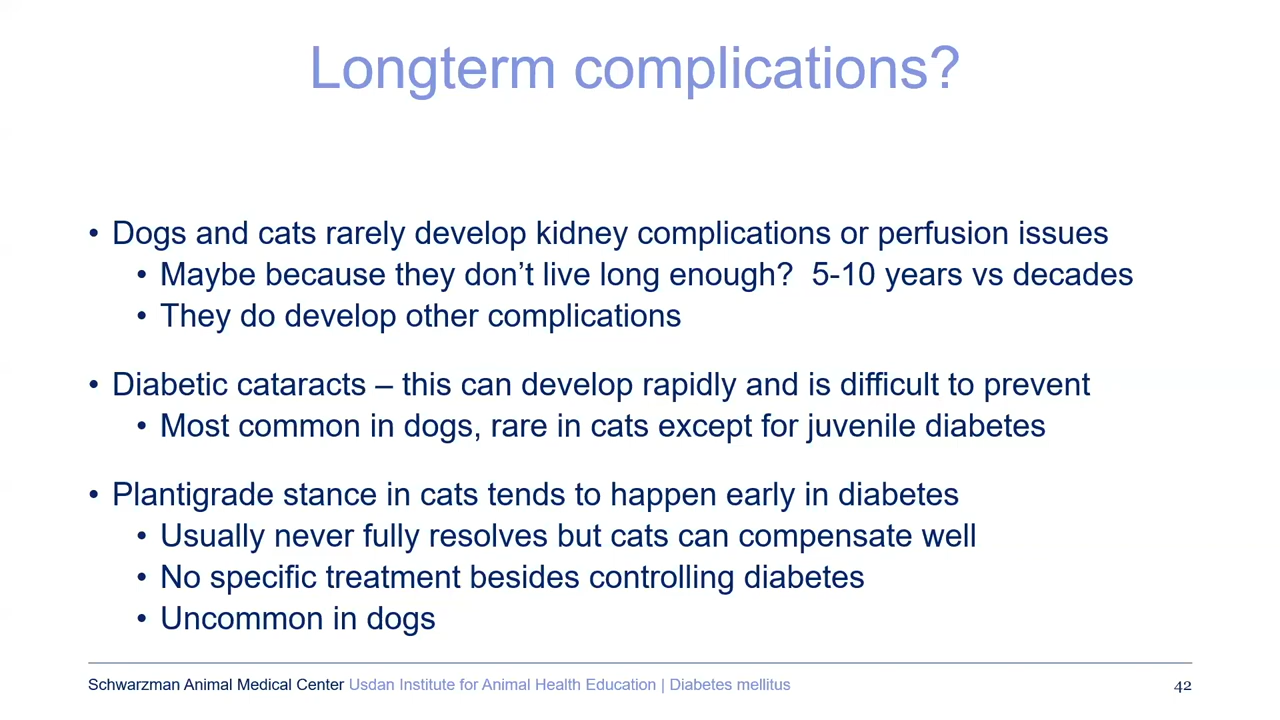 Longterm complications?
• Dogs and cats rarely develop kidney complications or perfusion issues
• Maybe because they don’t live long enough?  5-10 years vs decades
• They do develop other complications
• Diabetic cataracts – this can develop rapidly and is difficult to prevent
• Most common in dogs, rare in cats except for juvenile diabetes
• Plantigrade stance in cats tends to happen early in diabetes
• Usually never fully resolves but cats can compensate well
• No specific treatment besides controlling diabetes
• Uncommon in dogs
Schwarzman Animal Medical Center Usdan Institute for Animal Health Education | Diabetes mellitus 42